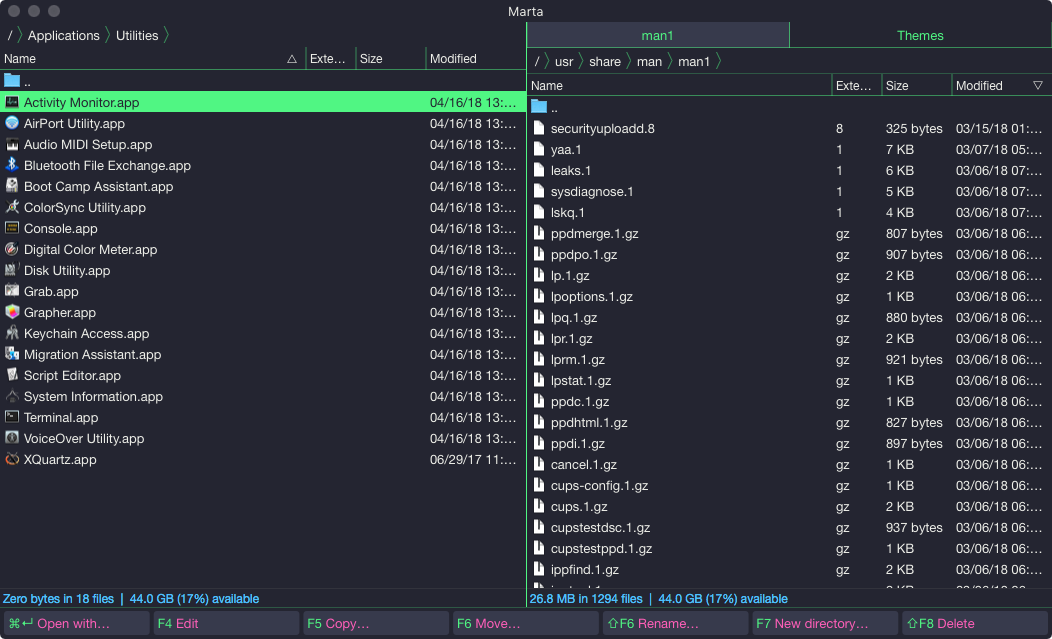 Marta
/ 〉 Applications 〉 Utilities 〉
Name △ Exte… Size Modified
..
Activity Monitor.app 04/16/18 13:…
AirPort Utility.app 04/16/18 13:…
Audio MIDI Setup.app 04/16/18 13:…
Bluetooth File Exchange.app 04/16/18 13:…
Boot Camp Assistant.app 04/16/18 13:…
ColorSync Utility.app 04/16/18 13:…
Console.app 04/16/18 13:…
Digital Color Meter.app 04/16/18 13:…
Disk Utility.app 04/16/18 13:…
Grab.app 04/16/18 13:…
Grapher.app 04/16/18 13:…
Keychain Access.app 04/16/18 13:…
Migration Assistant.app 04/16/18 13:…
Script Editor.app 04/16/18 13:…
System Information.app 04/16/18 13:…
Terminal.app 04/16/18 13:…
VoiceOver Utility.app 04/16/18 13:…
XQuartz.app 06/29/17 11:…
Zero bytes in 18 files | 44.0 GB (17%) available
man1 Themes
/ 〉 usr 〉 share 〉 man 〉 man1 〉
Name Exte… Size Modified ▽
..
securityuploadd.8 8 325 bytes 03/15/18 01:…
yaa.1 1 7 KB 03/07/18 05:…
leaks.1 1 6 KB 03/06/18 07:…
sysdiagnose.1 1 5 KB 03/06/18 07:…
lskq.1 1 4 KB 03/06/18 07:…
ppdmerge.1.gz gz 807 bytes 03/06/18 06:…
ppdpo.1.gz gz 907 bytes 03/06/18 06:…
lp.1.gz gz 2 KB 03/06/18 06:…
lpoptions.1.gz gz 1 KB 03/06/18 06:…
lpq.1.gz gz 880 bytes 03/06/18 06:…
lpr.1.gz gz 2 KB 03/06/18 06:…
lprm.1.gz gz 921 bytes 03/06/18 06:…
lpstat.1.gz gz 1 KB 03/06/18 06:…
ppdc.1.gz gz 1 KB 03/06/18 06:…
ppdhtml.1.gz gz 827 bytes 03/06/18 06:…
ppdi.1.gz gz 897 bytes 03/06/18 06:…
cancel.1.gz gz 1 KB 03/06/18 06:…
cups-config.1.gz gz 1 KB 03/06/18 06:…
cups.1.gz gz 2 KB 03/06/18 06:…
cupstestdsc.1.gz gz 937 bytes 03/06/18 06:…
cupstestppd.1.gz gz 1 KB 03/06/18 06:…
ippfind.1.gz gz 2 KB 03/06/18 06:…
26.8 MB in 1294 files | 44.0 GB (17%) available
⌘↩ Open with… F4 Edit F5 Copy… F6 Move… ⇧F6 Rename… F7 New directory… ⇧F8 Delete